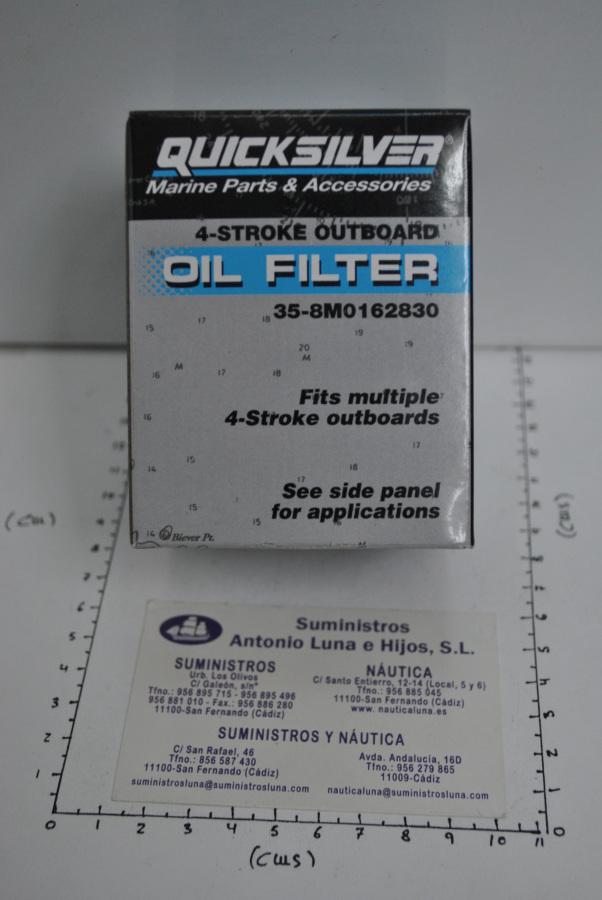 QUICKSILVER®
Marine Parts & Accessories
4-STROKE OUTBOARD
OIL FILTER
35-8M0162830
Fits multiple
4-Stroke outboards
See side panel
for applications
Biever Pt.
Suministros
Antonio Luna e Hijos, S.L.
SUMINISTROS
Urb. Los Olivos
C/ Galeón, s/nº
Tfno.: 956 895 715 - 956 895 496
956 881 010 - Fax.: 956 886 280
11100-San Fernando (Cádiz)
NÁUTICA
C/ Santo Entierro, 12-14 (Local, 5 y 6)
Tfno.: 956 885 045
11100-San Fernando (Cádiz)
www. nauticaluna.es
SUMINISTROS Y NÁUTICA
C/ San Rafael, 46
Tfno.: 856 587 430
11100-San Fernando (Cádiz)
suministrosluna@suministrosluna.com
Avda. Andalucía, 16D
Tfno.: 956 279 865
11009-Cádiz
nauticaluna@suministrosluna.com
0 1 2 3 4 5 6 7 8 9 10 11
(cms)